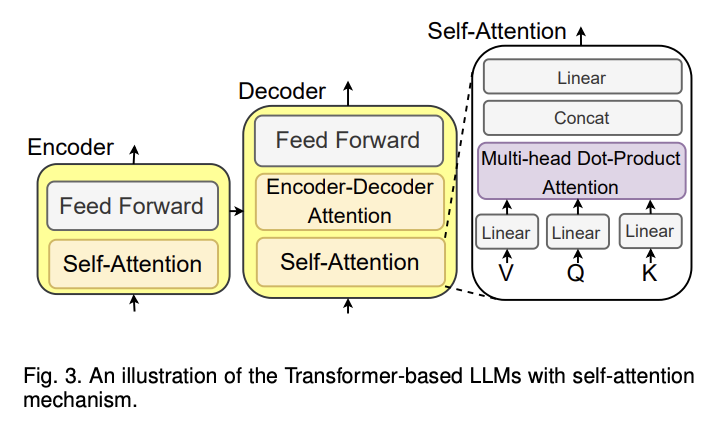 Encoder
Feed Forward
Self-Attention
Decoder
Feed Forward
Encoder-Decoder
Attention
Self-Attention
Self-Attention
Linear
Concat
Multi-head Dot-Product
Attention
Linear Linear Linear
V Q K
Fig. 3. An illustration of the Transformer-based LLMs with self-attention
mechanism.